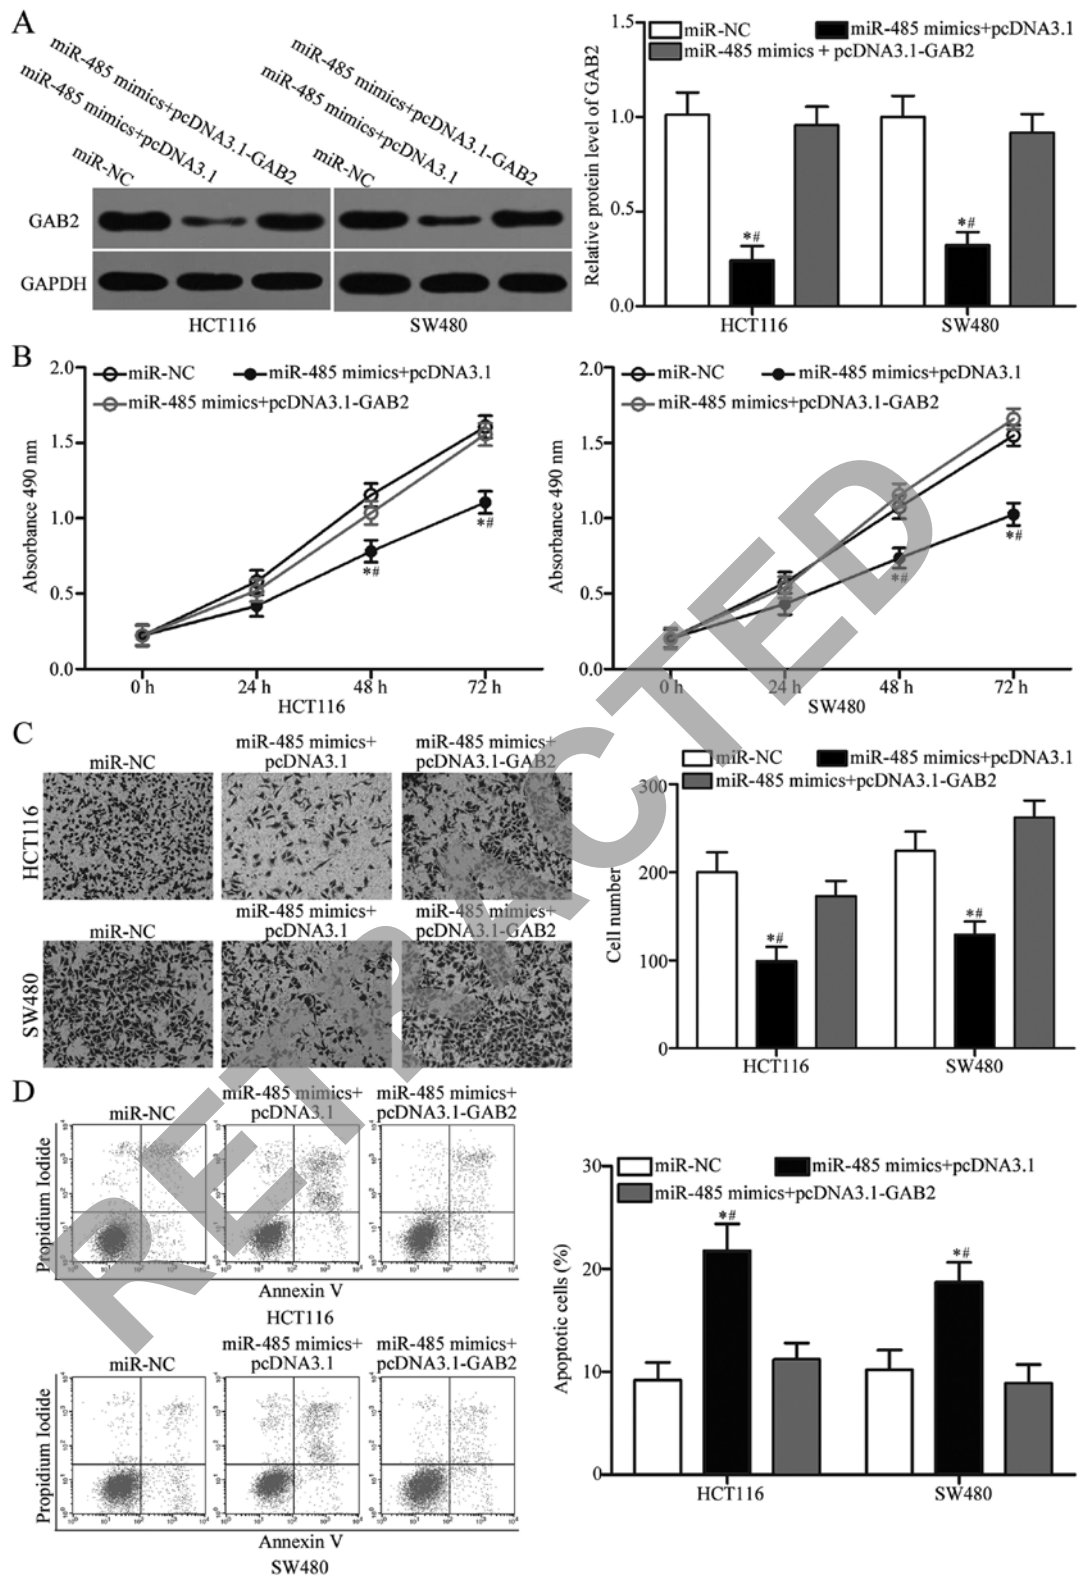 A
miR-485 mimics+pcDNA3.1-GAB2
miR-485 mimics+pcDNA3.1
miR-NC
miR-485 mimics+pcDNA3.1-GAB2
miR-485 mimics+pcDNA3.1
miR-NC
GAB2
GAPDH
HCT116
SW480
Relative protein level of GAB2
1.5
1.0
0.5
0.0
miR-NC
miR-485 mimics+pcDNA3.1
miR-485 mimics + pcDNA3.1-GAB2
*#
*#
HCT116
SW480
B
Absorbance 490 nm
2.0
1.5
1.0
0.5
0.0
miR-NC
miR-485 mimics+pcDNA3.1
miR-485 mimics+pcDNA3.1-GAB2
*#
*#
0 h
24 h
48 h
72 h
HCT116
Absorbance 490 nm
2.0
1.5
1.0
0.5
0.0
miR-NC
miR-485 mimics+pcDNA3.1
miR-485 mimics+pcDNA3.1-GAB2
*#
*#
0 h
24 h
48 h
72 h
SW480
C
miR-NC
miR-485 mimics+
pcDNA3.1
miR-485 mimics+
pcDNA3.1-GAB2
HCT116
miR-NC
miR-485 mimics+
pcDNA3.1
miR-485 mimics+
pcDNA3.1-GAB2
SW480
Cell number
300
200
100
0
miR-NC
miR-485 mimics+pcDNA3.1
miR-485 mimics+pcDNA3.1-GAB2
*#
*#
HCT116
SW480
D
miR-NC
miR-485 mimics+
pcDNA3.1
miR-485 mimics+
pcDNA3.1-GAB2
Propidium Iodide
Annexin V
HCT116
miR-NC
miR-485 mimics+
pcDNA3.1
miR-485 mimics+
pcDNA3.1-GAB2
Propidium Iodide
Annexin V
SW480
Apoptotic cells (%)
30
20
10
0
miR-NC
miR-485 mimics+pcDNA3.1
miR-485 mimics+pcDNA3.1-GAB2
*#
*#
HCT116
SW480
RETRACTED